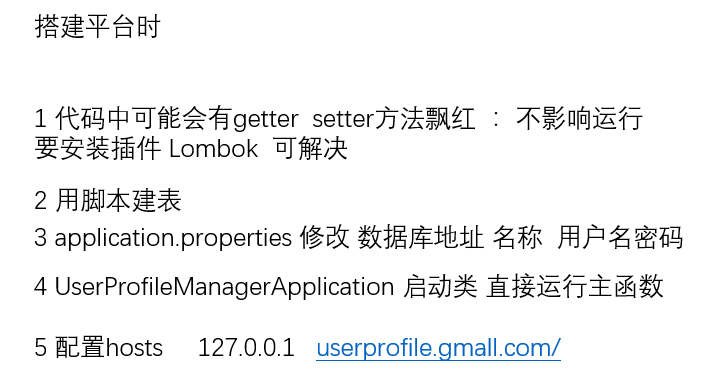 搭建平台时
1 代码中可能会有getter  setter方法飘红 ： 不影响运行
要安装插件 Lombok  可解决
2 用脚本建表
3 application.properties 修改 数据库地址 名称  用户名密码
4 UserProfileManagerApplication 启动类 直接运行主函数
5 配置hosts    127.0.0.1   userprofile.gmall.com/